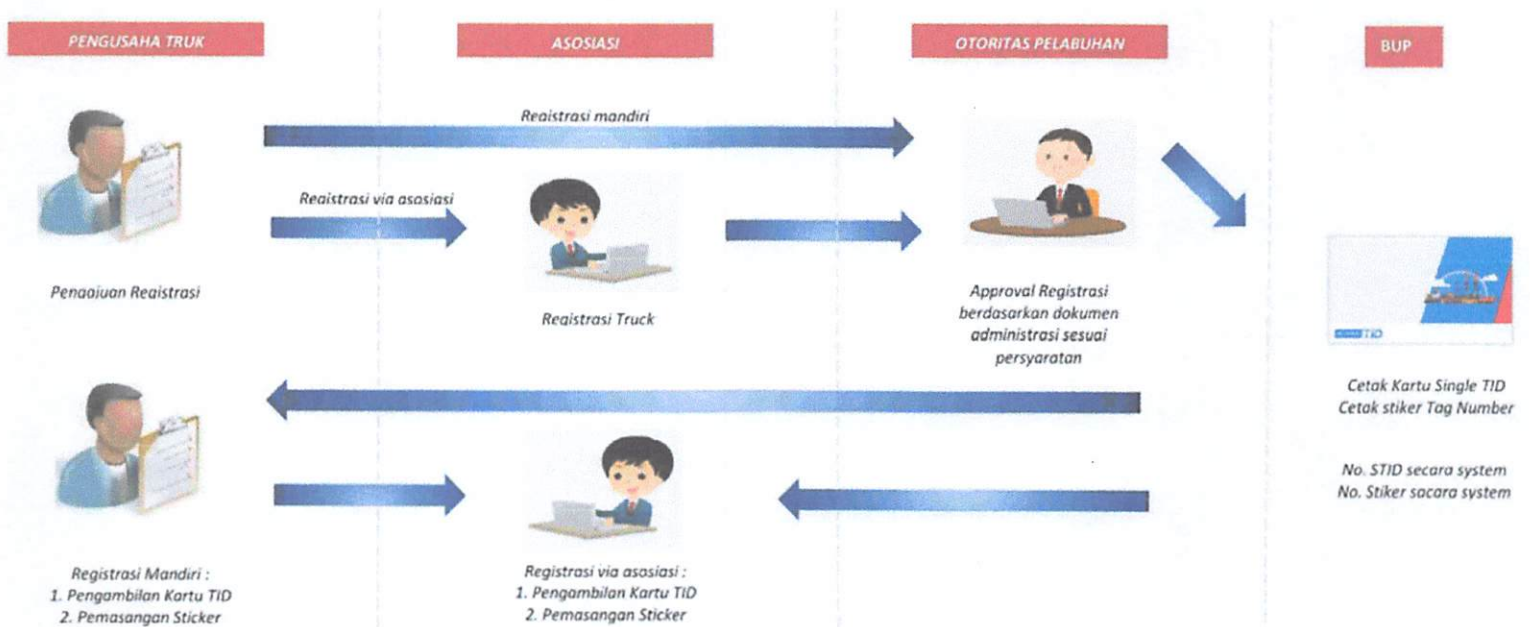 PENGUSAHA TRUK
ASOSIASI
OTORITAS PELABUHAN
BUP
Registrasi mandiri
Registrasi via asosiasi
Pengajuan Registrasi
Registrasi Truck
Approval Registrasi
berdasarkan dokumen
administrasi sesuai
persyaratan
TID
Cetak Kartu Single TID
Cetak stiker Tag Number
No. STID secara system
No. Stiker sacara system
Registrasi Mandiri :
1. Pengambilan Kartu TID
2. Pemasangan Sticker
Registrasi via asosiasi :
1. Pengambilan Kartu TID
2. Pemasangan Sticker